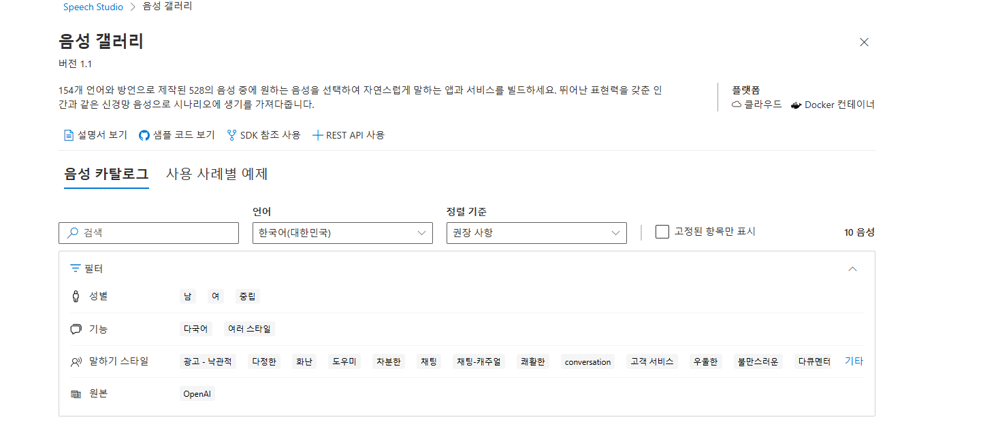 Speech Studio > 음성 갤러리
음성 갤러리
버전 1.1
154개 언어와 방언으로 제작된 528의 음성 중에 원하는 음성을 선택하여 자연스럽게 말하는 앱과 서비스를 빌드하세요. 뛰어난 표현력을 갖춘 인
간과 같은 신경망 음성으로 시나리오에 생기를 가져다줍니다.
플랫폼
클라우드 Docker 컨테이너
설명서 보기 샘플 코드 보기 SDK 참조 사용 REST API 사용
음성 카탈로그 사용 사례별 예제
언어 정렬 기준
검색 한국어(대한민국) 권장 사항 고정된 항목만 표시 10 음성
필터
성별 남 여 중립
기능 다국어 여러 스타일
말하기 스타일 광고 - 낙관적 다정한 화난 도우미 차분한 채팅 채팅-캐주얼 쾌활한 conversation 고객 서비스 우울한 불만스러운 다큐멘터 기타
원본 OpenAI